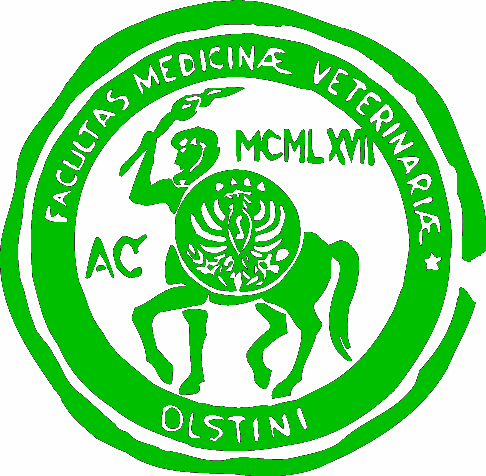 FACULTAS MEDICINÆ VETERINARIÆ
MCMLXVII
AC
OLSTINI